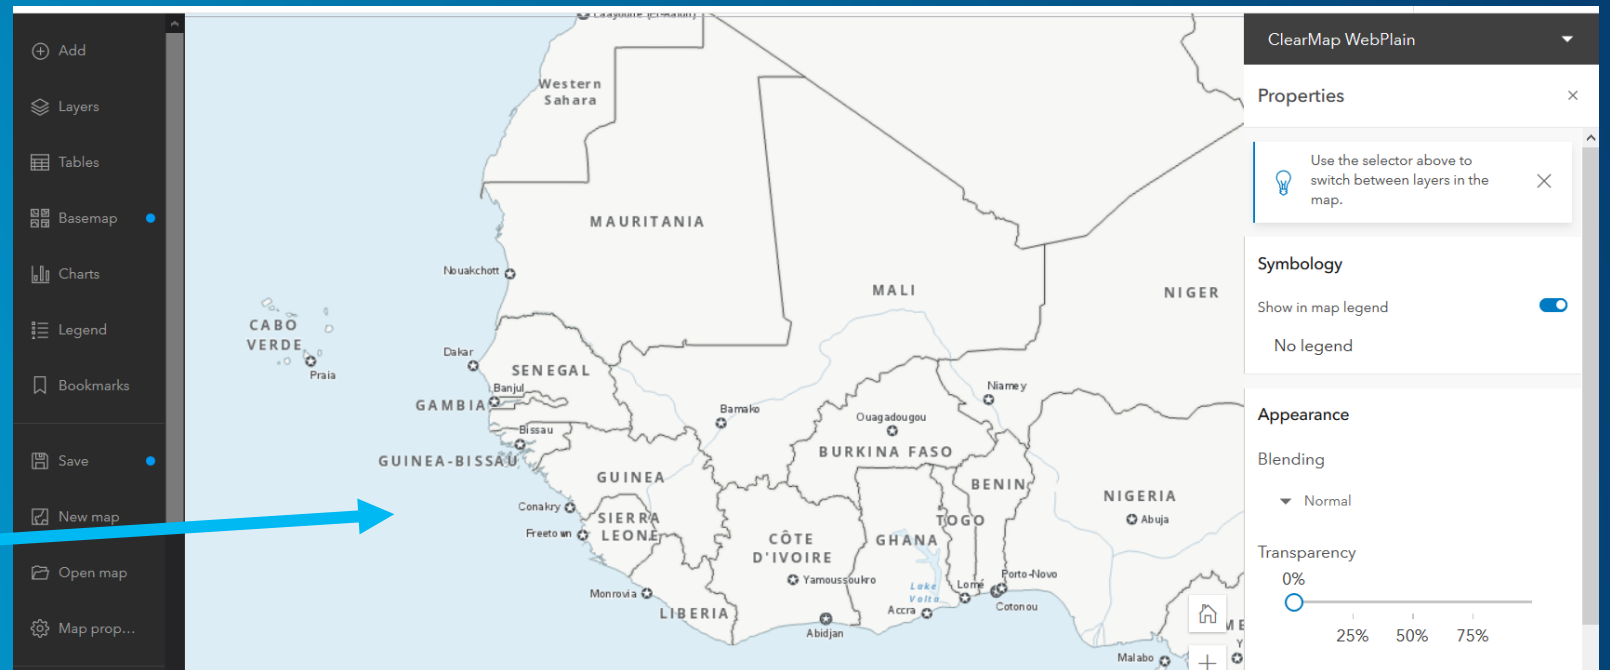 Add
Layers
Tables
Basemap
Charts
Legend
Bookmarks
Save
New map
Open map
Map prop...
Laayoune (El-Aaiún)
Western
Sahara
MAURITANIA
Nouakchott
MALI
NIGER
CABO
VERDE
Praia
Dakar
SENEGAL
Banjul
GAMBIA
Bissau
GUINEA-BISSAU
Bamako
Niamey
Ouagadougou
BURKINA FASO
GUINEA
BENIN
NIGERIA
Abuja
Conakry
SIERRA
LEONE
Freetown
TOGO
CÔTE
D'IVOIRE
GHANA
Yamoussoukro
Lake
Volta
Lomé
Porto-Novo
Cotonou
Monrovia
LIBERIA
Accra
Abidjan
Malabo
ClearMap WebPlain
Properties
Use the selector above to
switch between layers in the
map.
Symbology
Show in map legend
No legend
Appearance
Blending
Normal
Transparency
0%
25% 50% 75%